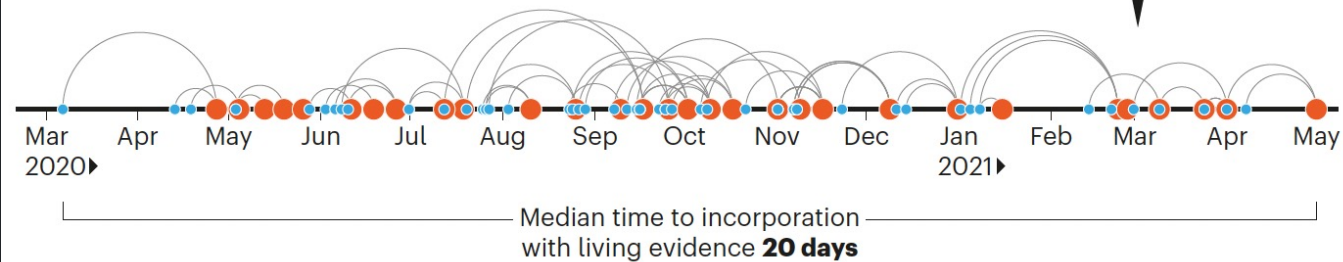 Mar Apr May Jun Jul Aug Sep Oct Nov Dec Jan Feb Mar Apr May
2020 2021
Median time to incorporation
with living evidence 20 days